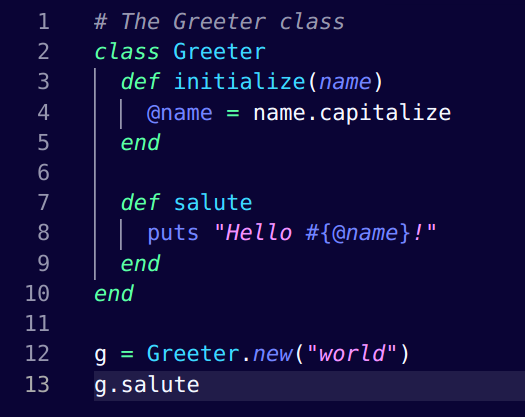 1 # The Greeter class
2 class Greeter
3   def initialize(name)
4     @name = name.capitalize
5   end
6
7   def salute
8     puts "Hello #{@name}!"
9   end
10 end
11
12 g = Greeter.new("world")
13 g.salute